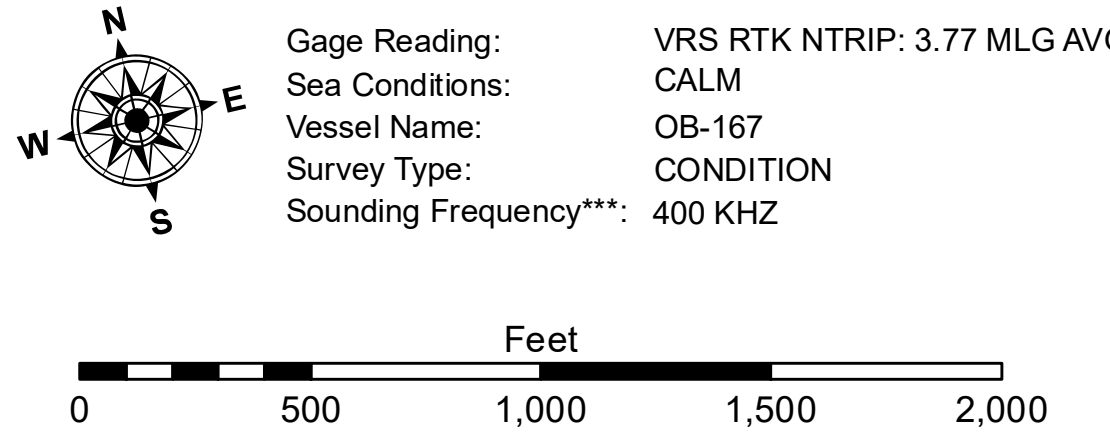 N
E
W
S
Gage Reading: VRS RTK NTRIP: 3.77 MLG AV
Sea Conditions: CALM
Vessel Name: OB-167
Survey Type: CONDITION
Sounding Frequency***: 400 KHZ
Feet
0 500 1,000 1,500 2,000